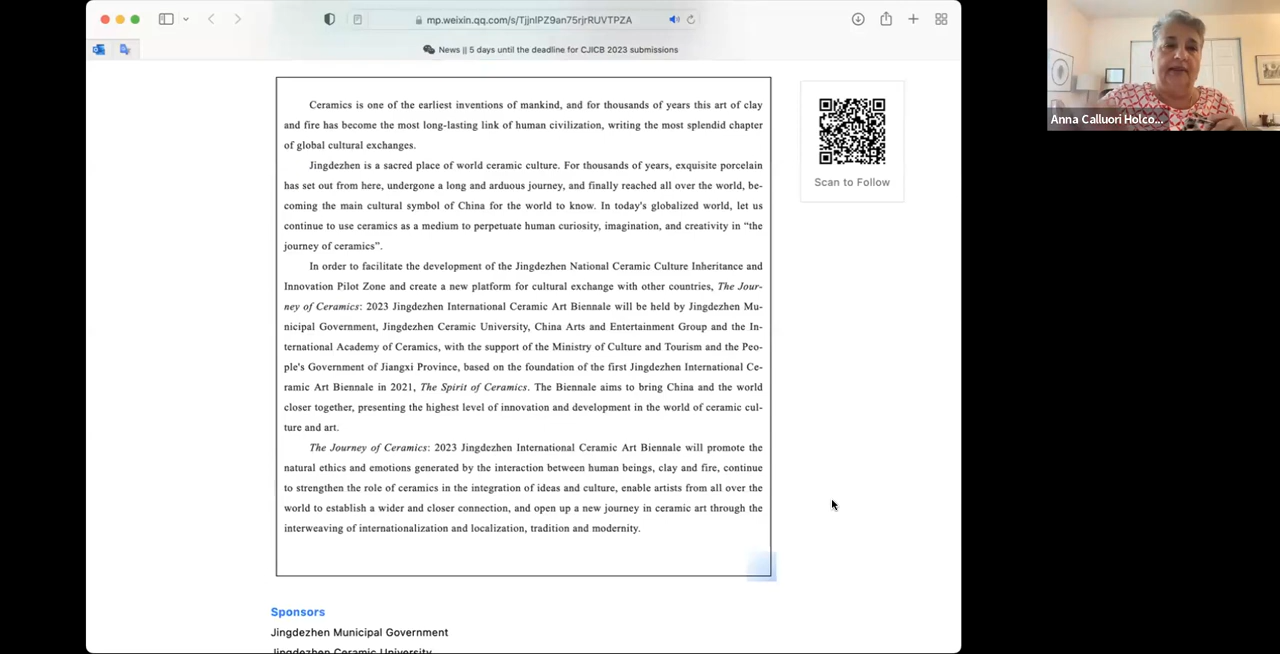 mp.weixin.qq.com/s/TjjnIPZ9an75rjrRUVTPZA
News || 5 days until the deadline for CJICB 2023 submissions
Ceramics is one of the earliest inventions of mankind, and for thousands of years this art of clay
and fire has become the most long-lasting link of human civilization, writing the most splendid chapter
of global cultural exchanges.
Jingdezhen is a sacred place of world ceramic culture. For thousands of years, exquisite porcelain
has set out from here, undergone a long and arduous journey, and finally reached all over the world, be-
coming the main cultural symbol of China for the world to know. In today's globalized world, let us
continue to use ceramics as a medium to perpetuate human curiosity, imagination, and creativity in “the
journey of ceramics”.
In order to facilitate the development of the Jingdezhen National Ceramic Culture Inheritance and
Innovation Pilot Zone and create a new platform for cultural exchange with other countries, The Jour-
ney of Ceramics: 2023 Jingdezhen International Ceramic Art Biennale will be held by Jingdezhen Mu-
nicipal Government, Jingdezhen Ceramic University, China Arts and Entertainment Group and the In-
ternational Academy of Ceramics, with the support of the Ministry of Culture and Tourism and the Peo-
ple's Government of Jiangxi Province, based on the foundation of the first Jingdezhen International Ce-
ramic Art Biennale in 2021, The Spirit of Ceramics. The Biennale aims to bring China and the world
closer together, presenting the highest level of innovation and development in the world of ceramic cul-
ture and art.
The Journey of Ceramics: 2023 Jingdezhen International Ceramic Art Biennale will promote the
natural ethics and emotions generated by the interaction between human beings, clay and fire, continue
to strengthen the role of ceramics in the integration of ideas and culture, enable artists from all over the
world to establish a wider and closer connection, and open up a new journey in ceramic art through the
interweaving of internationalization and localization, tradition and modernity.
Sponsors
Jingdezhen Municipal Government
Jingdezhen Ceramic University
Scan to Follow
Anna Calluori Holco...